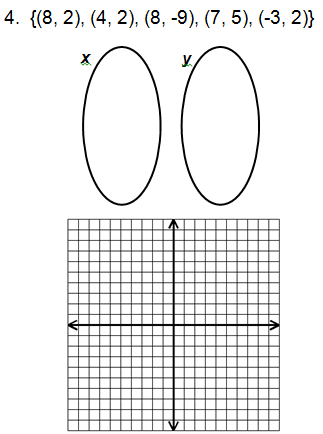 4. {(8, 2), (4, 2), (8, -9), (7, 5), (-3, 2)}
x y